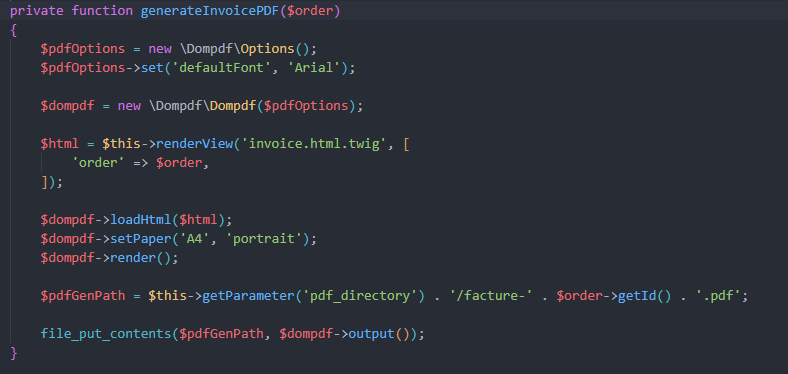 private function generateInvoicePDF($order)
{
    $pdfOptions = new \Dompdf\Options();
    $pdfOptions->set('defaultFont', 'Arial');

    $dompdf = new \Dompdf\Dompdf($pdfOptions);

    $html = $this->renderView('invoice.html.twig', [
        'order' => $order,
    ]);

    $dompdf->loadHtml($html);
    $dompdf->setPaper('A4', 'portrait');
    $dompdf->render();

    $pdfGenPath = $this->getParameter('pdf_directory') . '/facture-' . $order->getId() . '.pdf';

    file_put_contents($pdfGenPath, $dompdf->output());
}